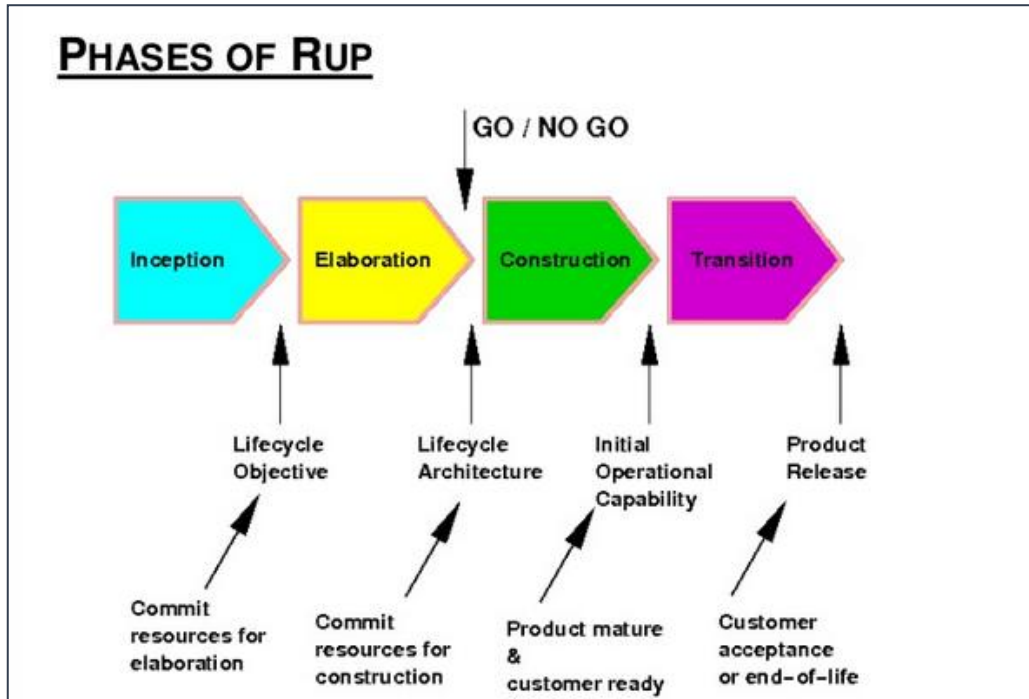 PHASES OF RUP
GO / NO GO
Inception
Elaboration
Construction
Transition
Lifecycle
Objective
Lifecycle
Architecture
Initial
Operational
Capability
Product
Release
Commit
resources for
elaboration
Commit
resources for
construction
Product mature
&
customer ready
Customer
acceptance
or end-of-life